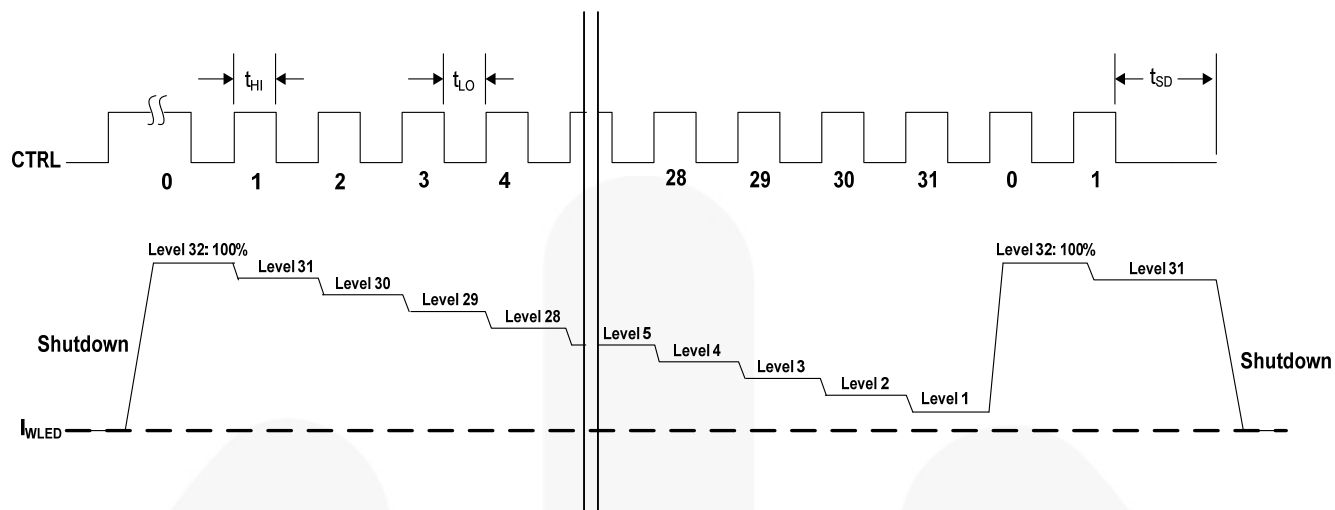 tHI
tLO
tSD
CTRL
0 1 2 3 4 28 29 30 31 0 1
Level 32: 100%
Level 31
Level 30
Level 29
Level 28
Level 5
Level 4
Level 3
Level 2
Level 1
Level 32: 100%
Level 31
Shutdown
Shutdown
IWLED